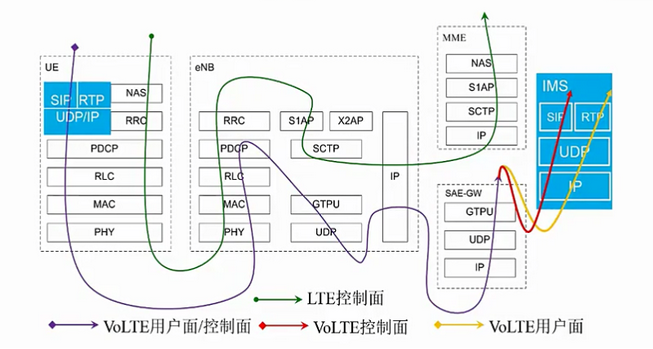 UE
SIP RTP
UDP/IP
NAS
RRC
PDCP
RLC
MAC
PHY
eNB
RRC
S1AP
X2AP
PDCP
SCTP
RLC
IP
MAC
GTPU
PHY
UDP
MME
NAS
S1AP
SCTP
IP
SAE-GW
GTPU
UDP
IP
IMS
SIP
RTP
UDP
IP
LTE控制面
VoLTE用户面/控制面
VoLTE控制面
VoLTE用户面